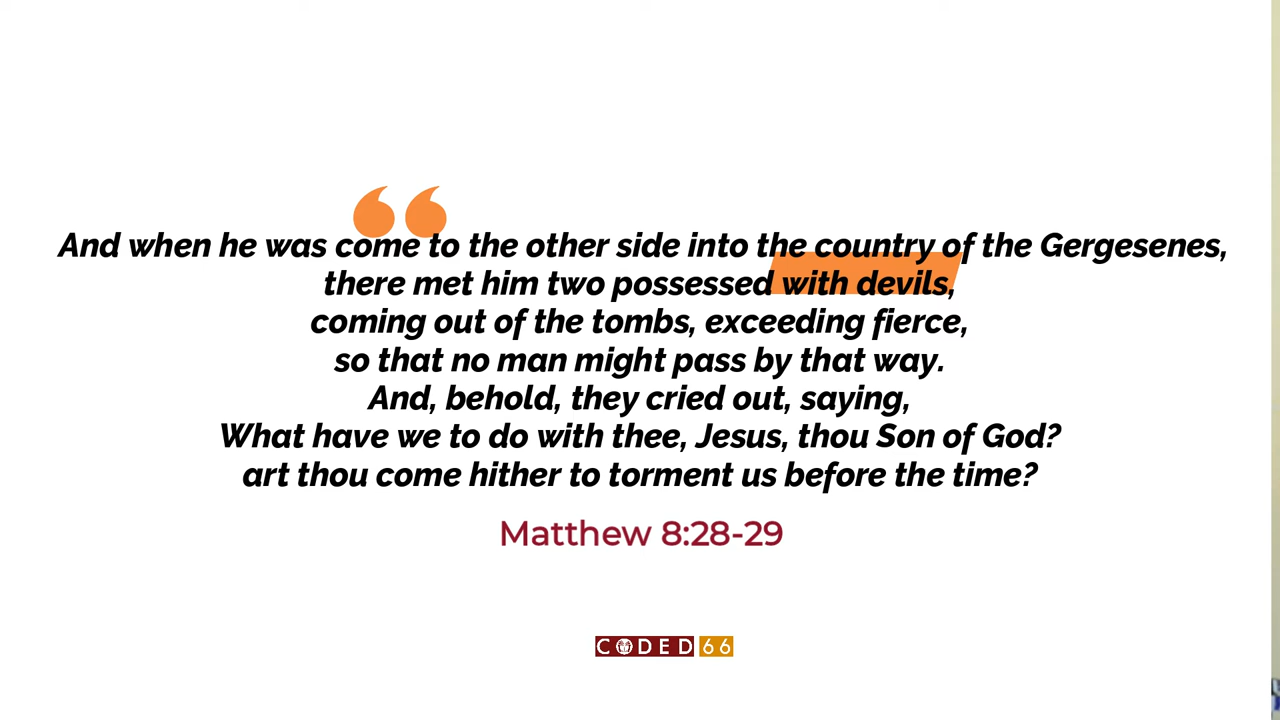 And when he was come to the other side into the country of the Gergesenes,
there met him two possessed with devils,
coming out of the tombs, exceeding fierce,
so that no man might pass by that way.
And, behold, they cried out, saying,
What have we to do with thee, Jesus, thou Son of God?
art thou come hither to torment us before the time?
Matthew 8:28-29
CODED 66